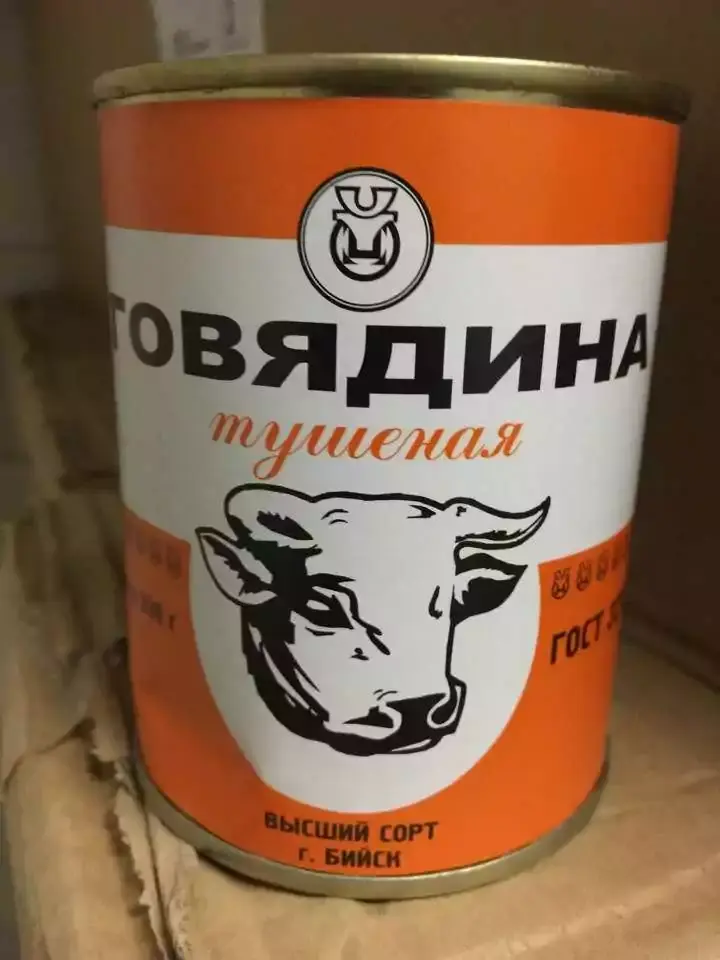 ГОВЯДИНА
тушеная
г
ГОСТ
ВЫСШИЙ СОРТ
г. БИЙСК